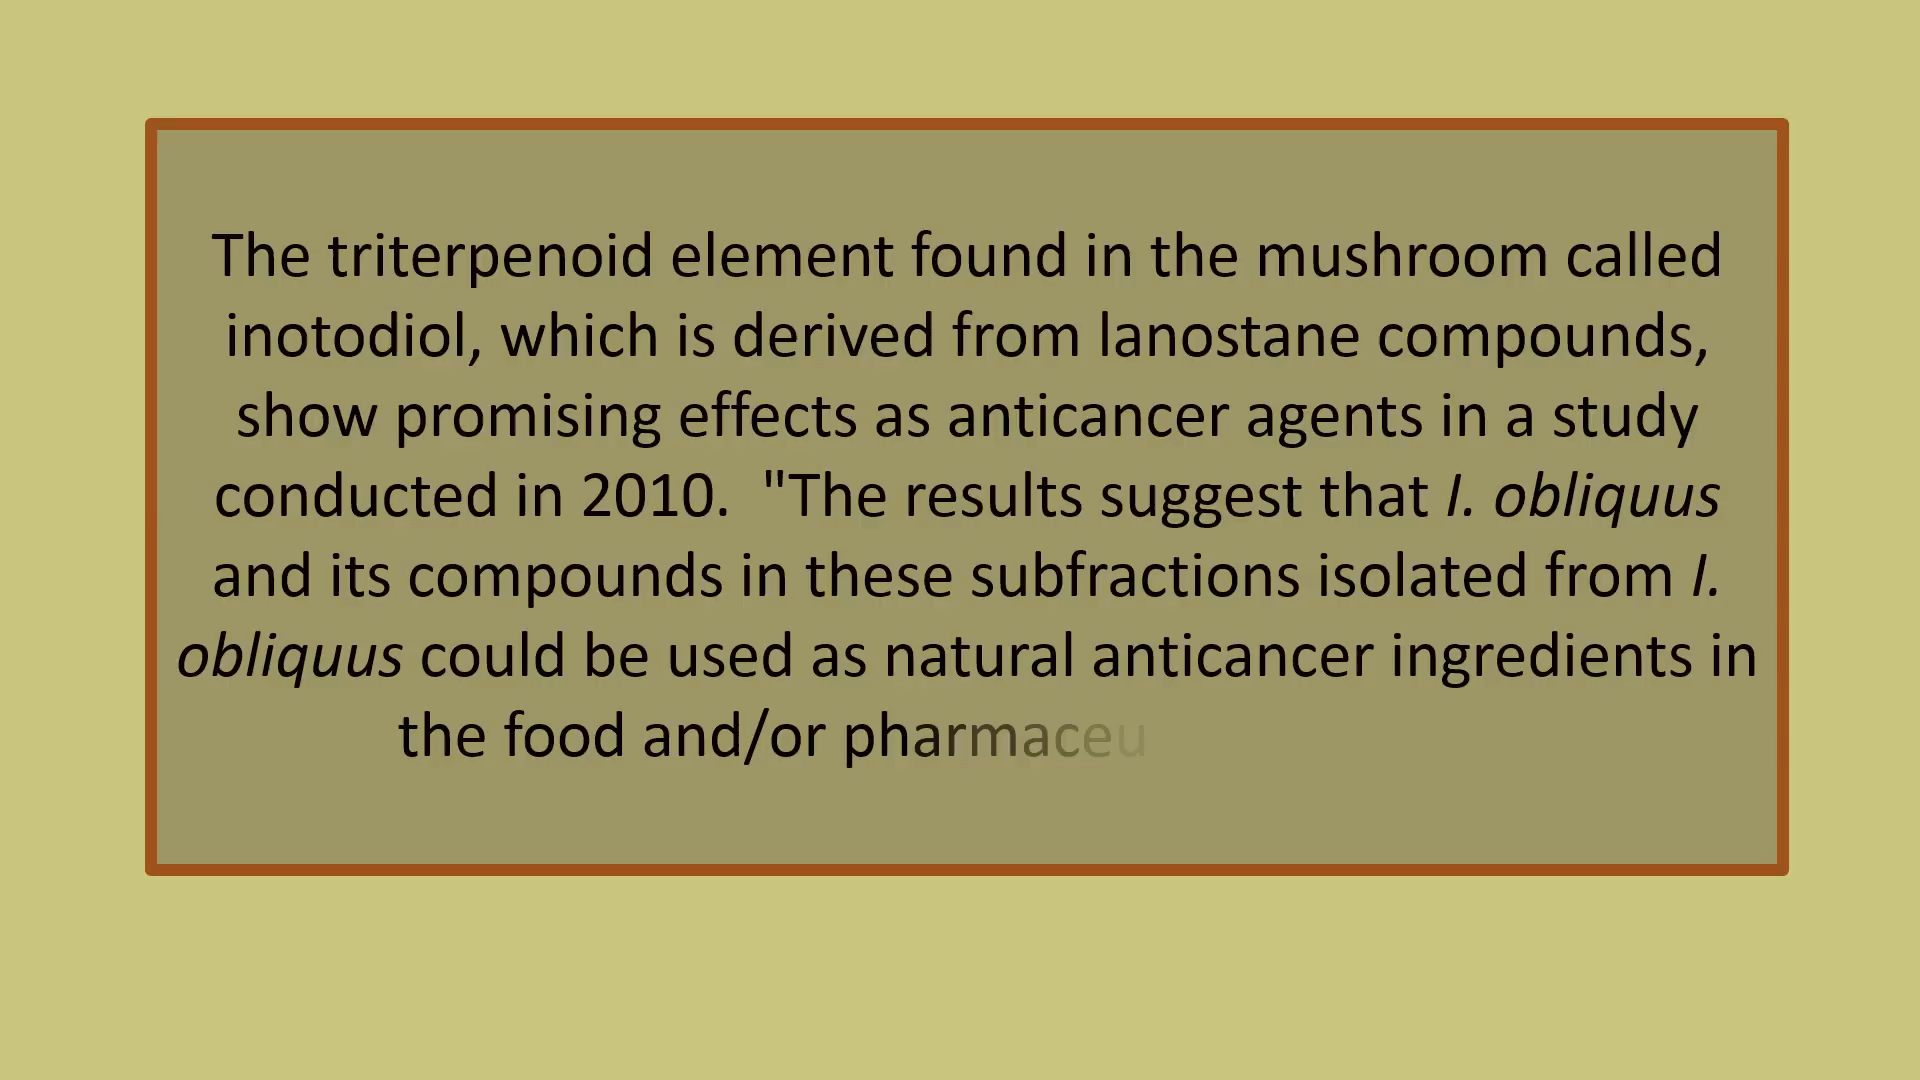 The triterpenoid element found in the mushroom called
inotodiol, which is derived from lanostane compounds,
show promising effects as anticancer agents in a study
conducted in 2010.  "The results suggest that I. obliquus
and its compounds in these subfractions isolated from I.
obliquus could be used as natural anticancer ingredients in
the food and/or pharmaceu